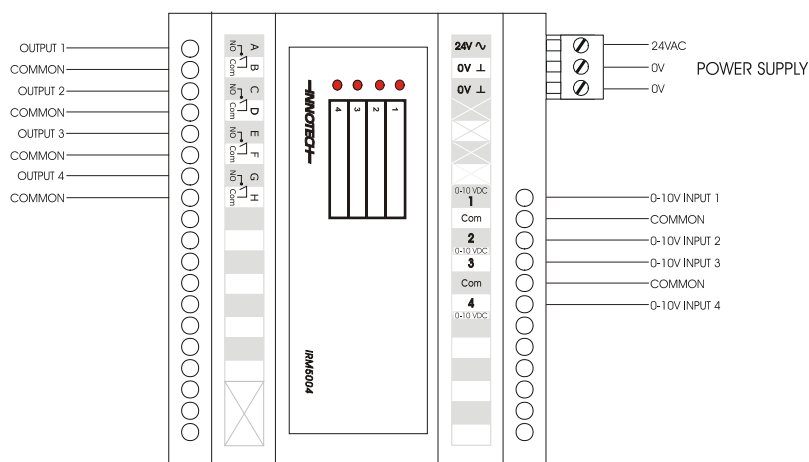 OUTPUT 1
COMMON
OUTPUT 2
COMMON
OUTPUT 3
COMMON
OUTPUT 4
COMMON
NO A
Com B
NO C
Com D
NO E
Com F
NO G
Com H
INNOTECH
4 3 2 1
IRM5004
24V
0V
0V
0-10 VDC
1
Com
2
0-10 VDC
3
Com
4
0-10 VDC
24VAC
0V
0V
POWER SUPPLY
0-10V INPUT 1
COMMON
0-10V INPUT 2
0-10V INPUT 3
COMMON
0-10V INPUT 4